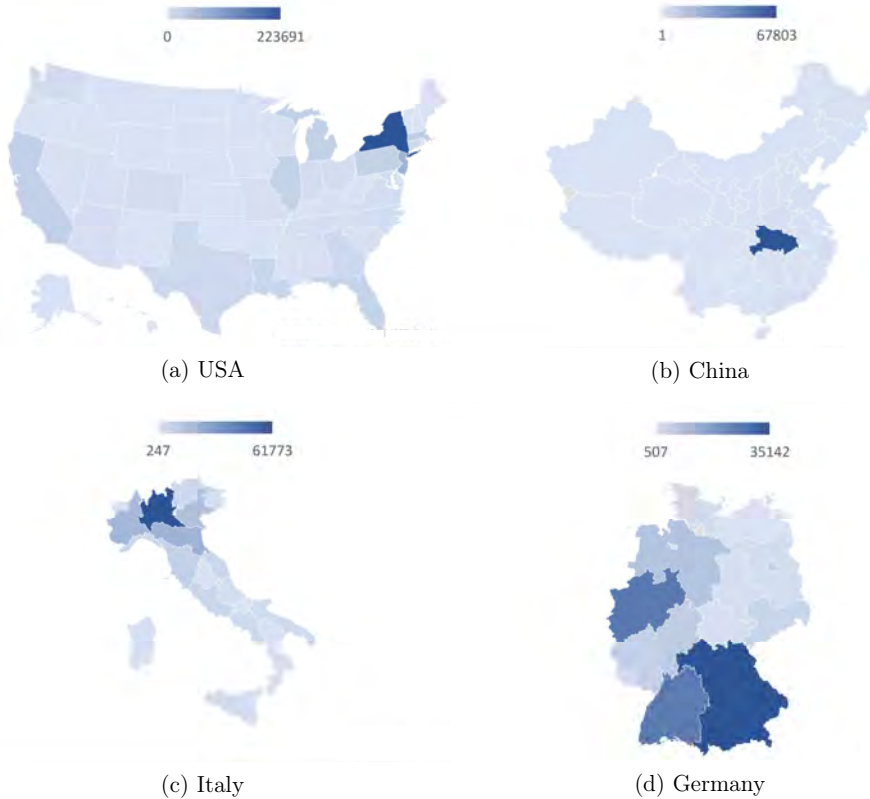 0 223691
1 67803
(a) USA
(b) China
247 61773
507 35142
(c) Italy
(d) Germany